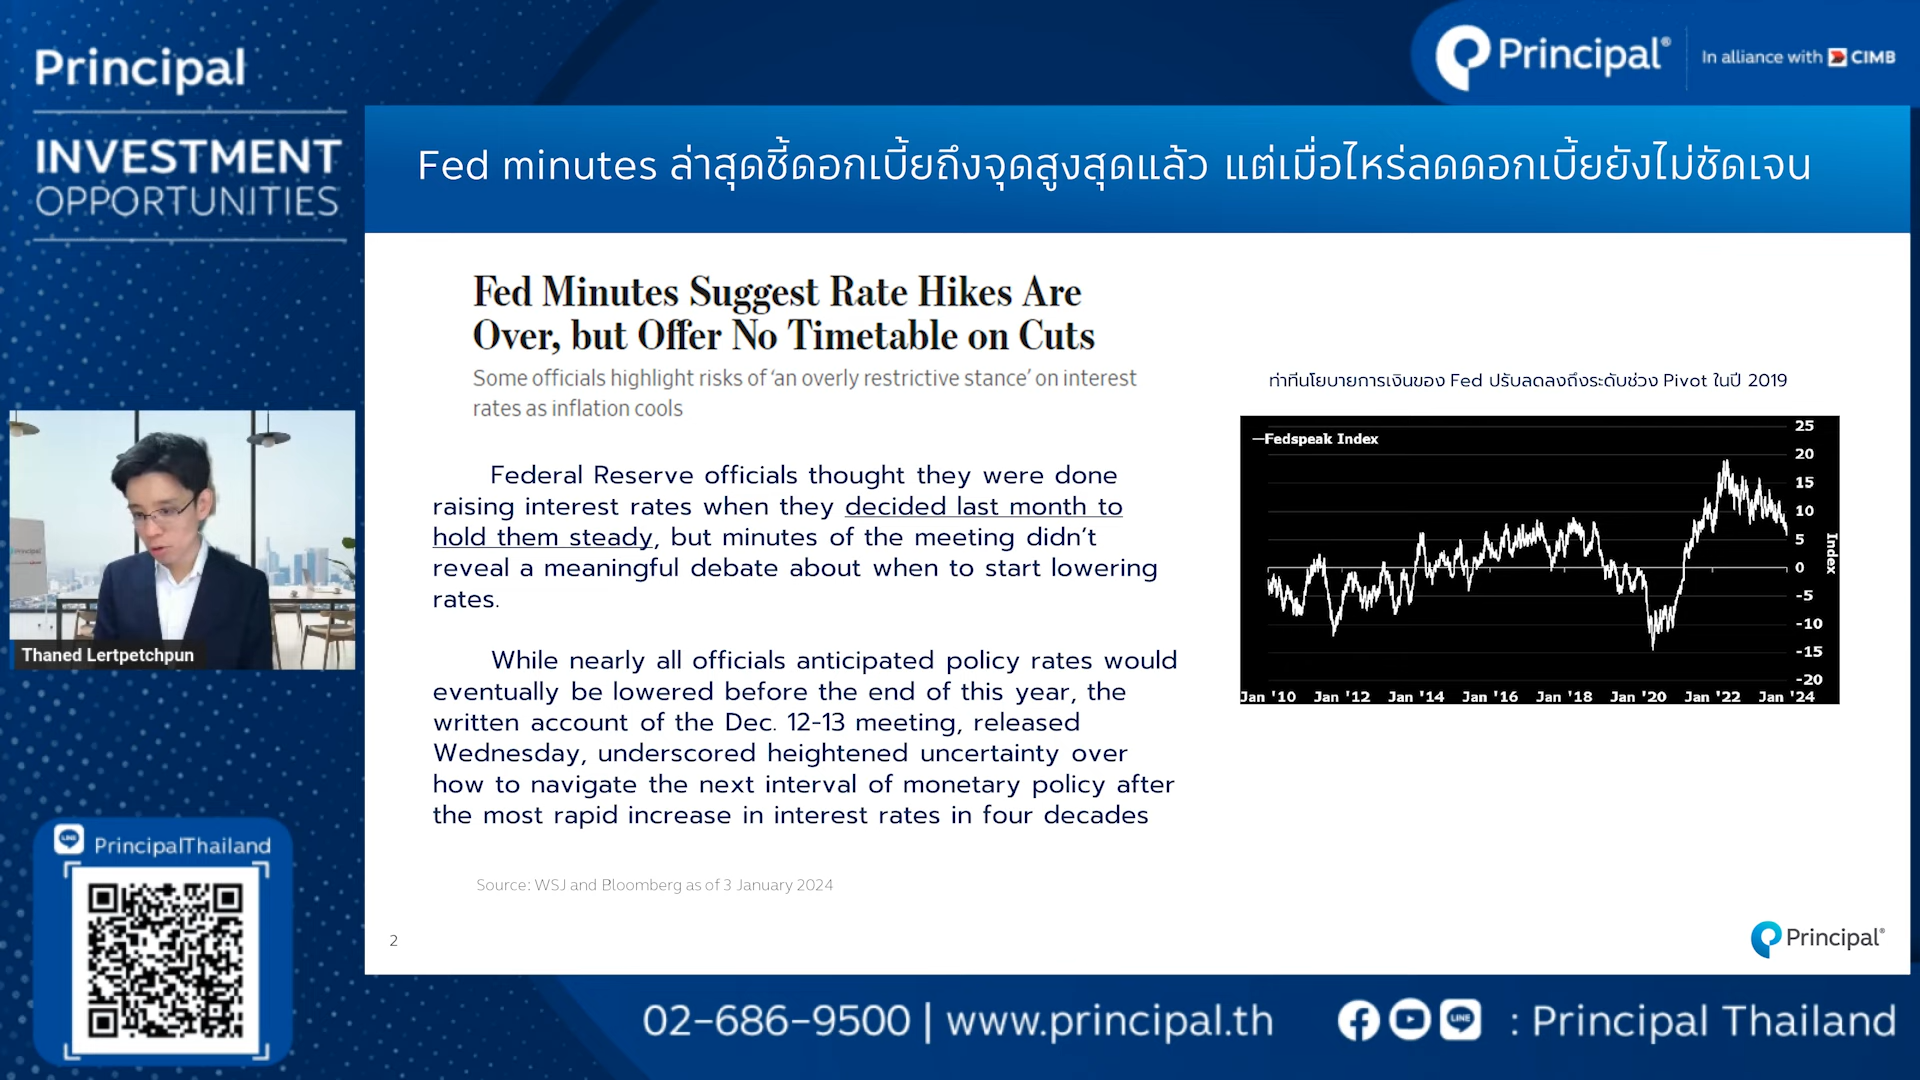 Principal
INVESTMENT
OPPORTUNITIES
Principal®
In alliance with CIMB
Fed minutes ล่าสุดชี้ดอกเบี้ยถึงจุดสูงสุดแล้ว แต่เมื่อไหร่ลดดอกเบี้ยยังไม่ชัดเจน
Fed Minutes Suggest Rate Hikes Are
Over, but Offer No Timetable on Cuts
Some officials highlight risks of ‘an overly restrictive stance’ on interest
rates as inflation cools
Federal Reserve officials thought they were done
raising interest rates when they decided last month to
hold them steady, but minutes of the meeting didn’t
reveal a meaningful debate about when to start lowering
rates.
While nearly all officials anticipated policy rates would
eventually be lowered before the end of this year, the
written account of the Dec. 12-13 meeting, released
Wednesday, underscored heightened uncertainty over
how to navigate the next interval of monetary policy after
the most rapid increase in interest rates in four decades
Source: WSJ and Bloomberg as of 3 January 2024
2
ท่าทีนโยบายการเงินของ Fed ปรับลดลงถึงระดับช่วง Pivot ในปี 2019
Fedspeak Index
25
20
15
10
5
0
-5
-10
-15
-20
Index
Jan '10 Jan '12 Jan '14 Jan '16 Jan '18 Jan '20 Jan '22 Jan '24
Principal®
Thaned Lertpetchpun
LINE PrincipalThailand
02-686-9500 | www.principal.th
LINE : Principal Thailand